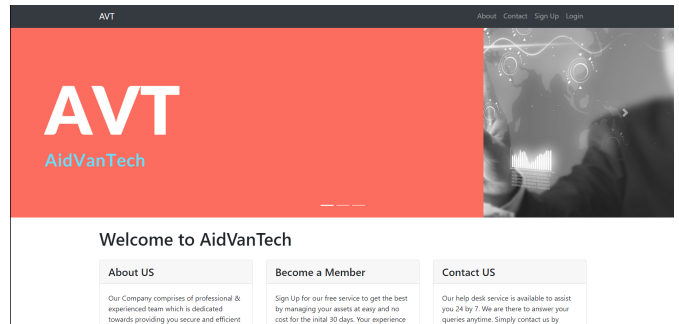 AVT
About Contact Sign Up Login
AVT
AidVanTech
Welcome to AidVanTech
About US
Our Company comprises of professional &
experienced team which is dedicated
towards providing you secure and efficient
Become a Member
Sign Up for our free service to get the best
by managing your assets at easy and no
cost for the inital 30 days. Your experience
Contact US
Our help desk service is available to assist
you 24 by 7. We are there to answer your
queries anytime. Simply contact us by